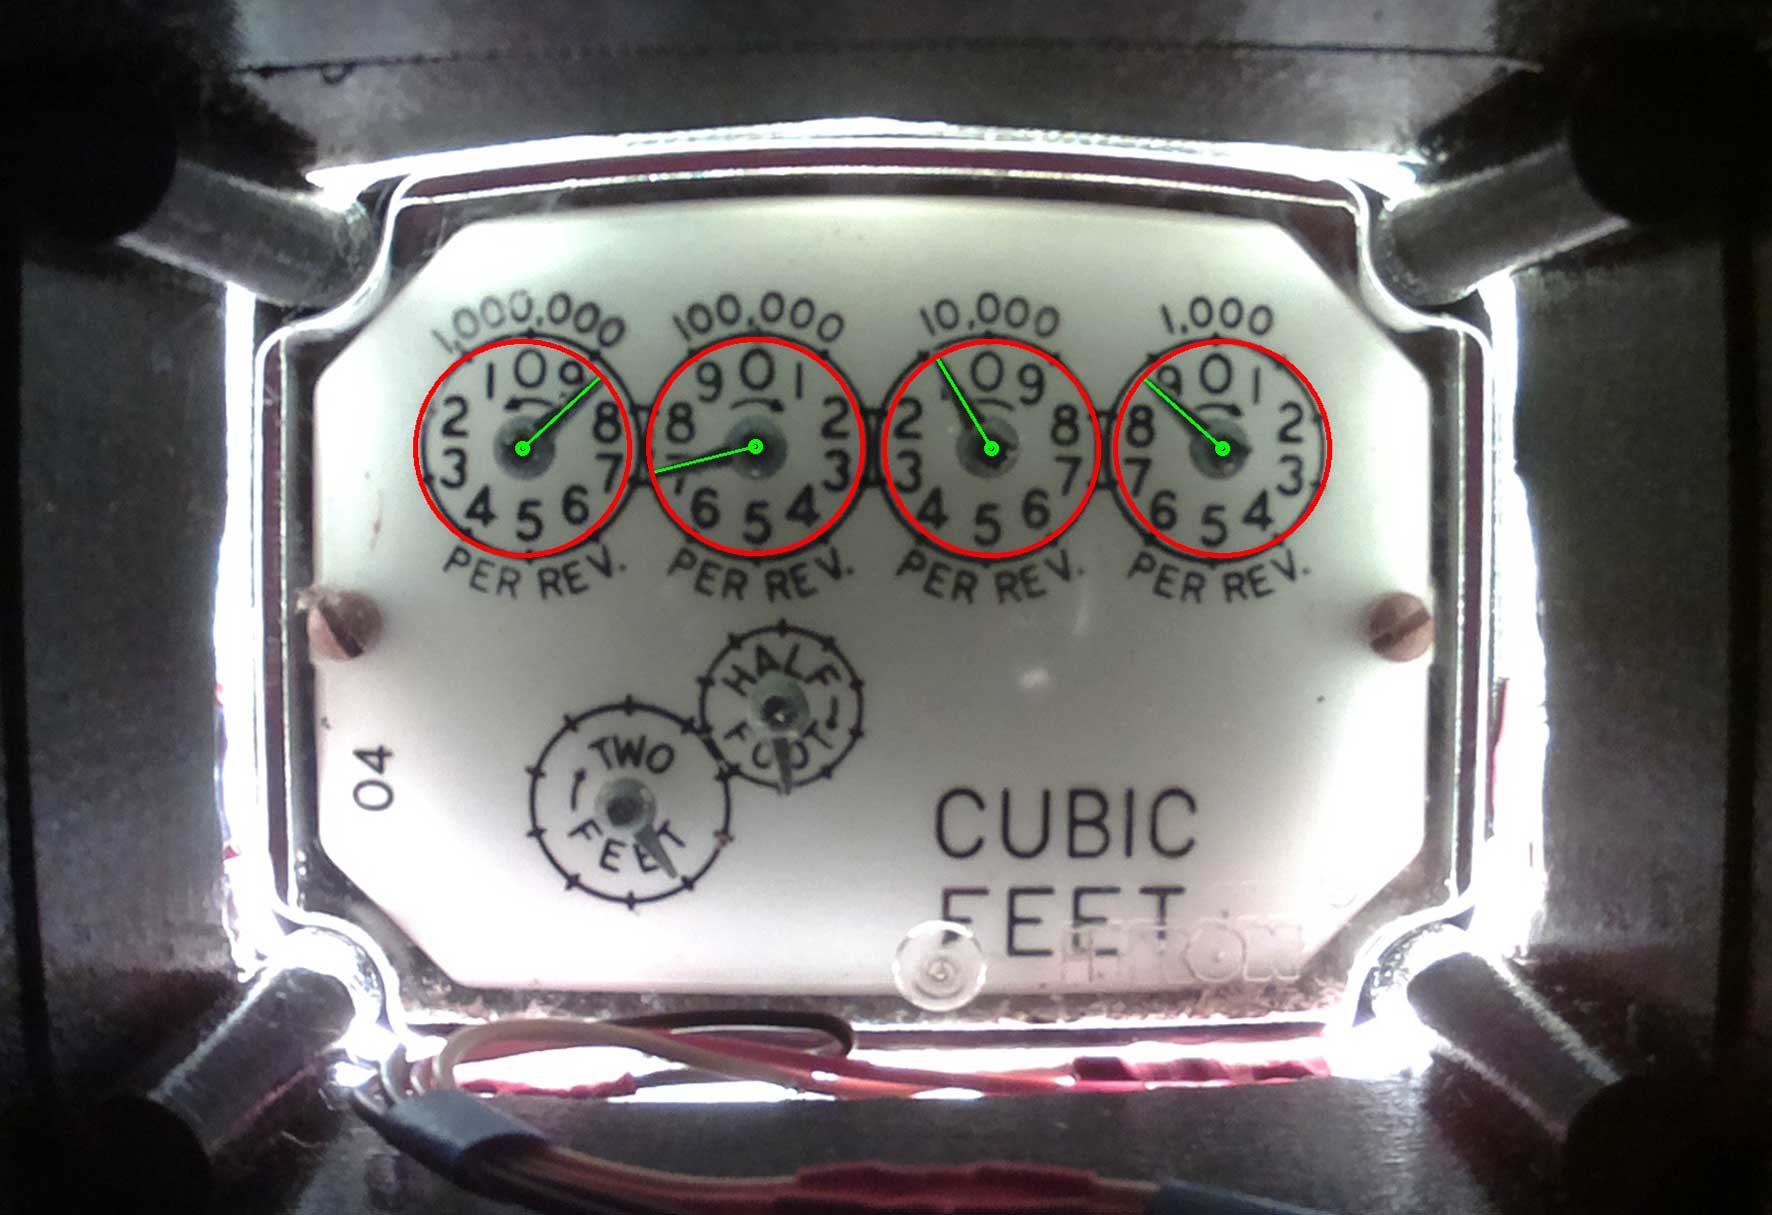 1,000,000 100,000 10,000 1,000
1 0 9 8 7 6 5 4 3 2
9 0 1 2 3 4 5 6 7 8
1 0 9 8 7 6 5 4 3 2
9 0 1 2 3 4 5 6 7 8
PER REV. PER REV. PER REV. PER REV.
HALF
FOOT
TWO
FEET
04
CUBIC
FEET
ITRON